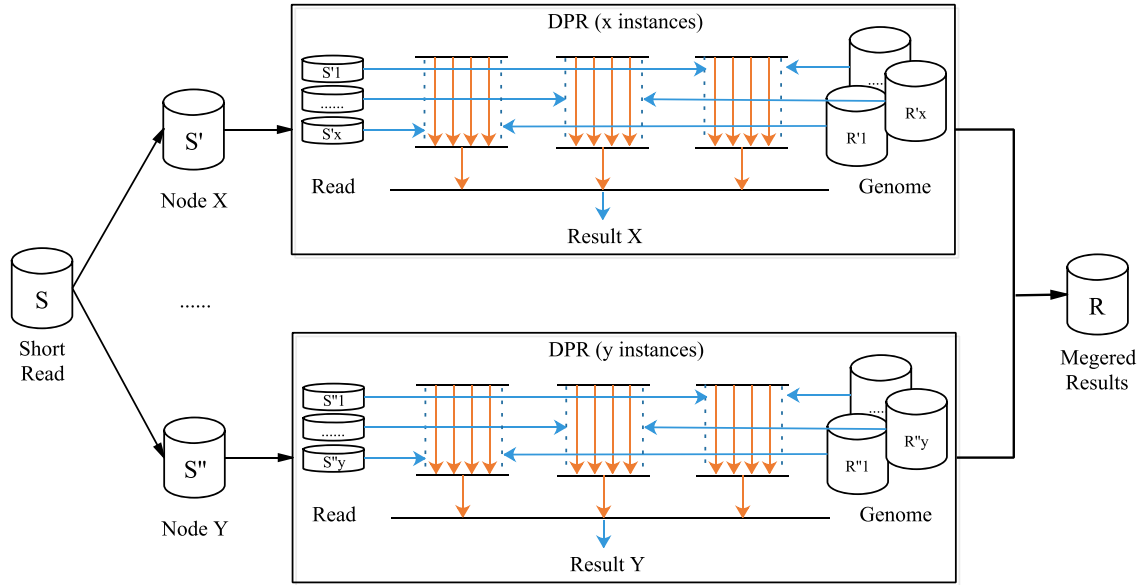 DPR (x instances)
S'1
......
S'x
....
R'x
R'1
S'
Read
Genome
Node X
Result X
S
R
......
Short
Read
Megered
Results
DPR (y instances)
S"1
......
S"y
....
R"y
R"1
S"
Read
Genome
Node Y
Result Y